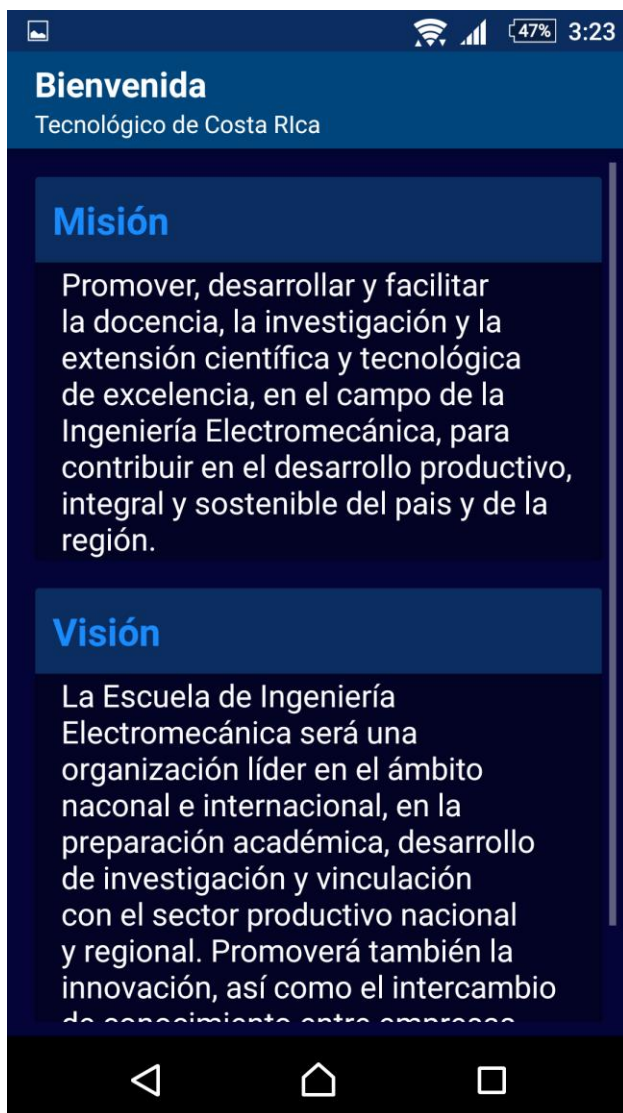 47% 3:23
Bienvenida
Tecnológico de Costa RIca
Misión
Promover, desarrollar y facilitar
la docencia, la investigación y la
extensión científica y tecnológica
de excelencia, en el campo de la
Ingeniería Electromecánica, para
contribuir en el desarrollo productivo,
integral y sostenible del pais y de la
región.
Visión
La Escuela de Ingeniería
Electromecánica será una
organización líder en el ámbito
naconal e internacional, en la
preparación académica, desarrollo
de investigación y vinculación
con el sector productivo nacional
y regional. Promoverá también la
innovación, así como el intercambio
de conocimiento entre empresas